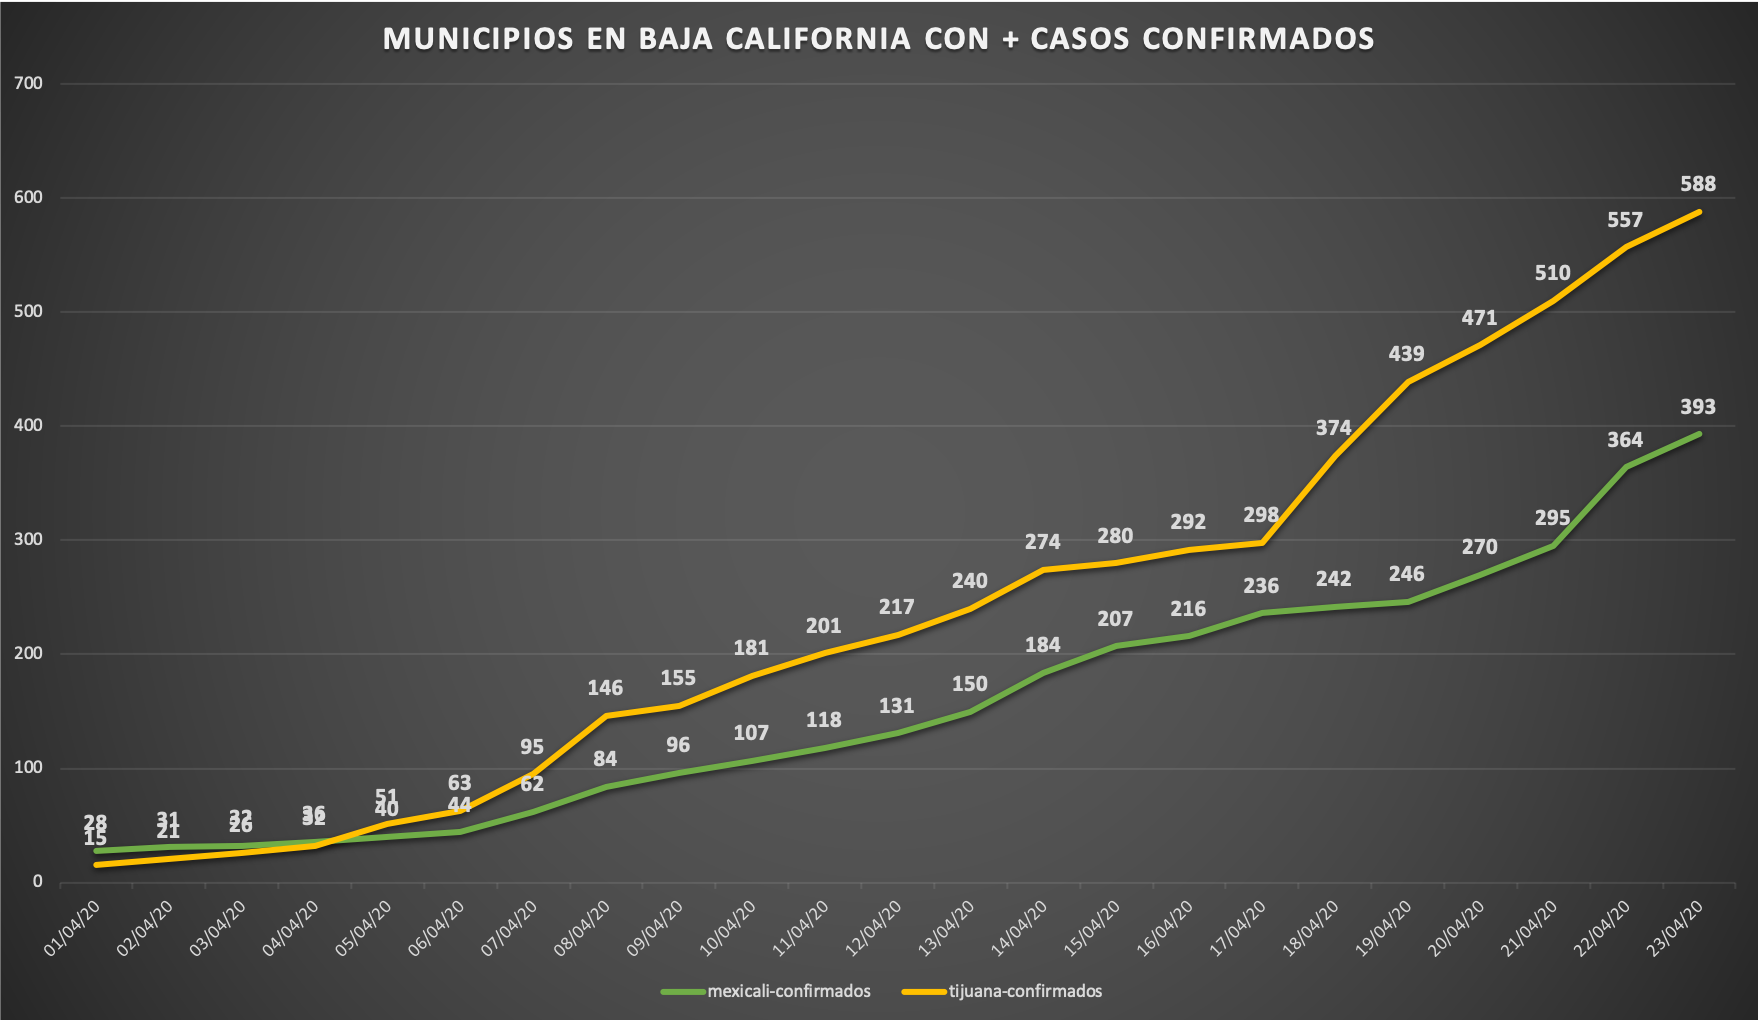 MUNICIPIOS EN BAJA CALIFORNIA CON + CASOS CONFIRMADOS
700
600
500
400
300
200
100
0
15 21 26 32 51 63 95 146 155 181 201 217 240 274 280 292 298 374 439 471 510 557 588
28 31 32 36 40 44 62 84 96 107 118 131 150 184 207 216 236 242 246 270 295 364 393
01/04/20 02/04/20 03/04/20 04/04/20 05/04/20 06/04/20 07/04/20 08/04/20 09/04/20 10/04/20 11/04/20 12/04/20 13/04/20 14/04/20 15/04/20 16/04/20 17/04/20 18/04/20 19/04/20 20/04/20 21/04/20 22/04/20 23/04/20
mexicali-confirmados tijuana-confirmados